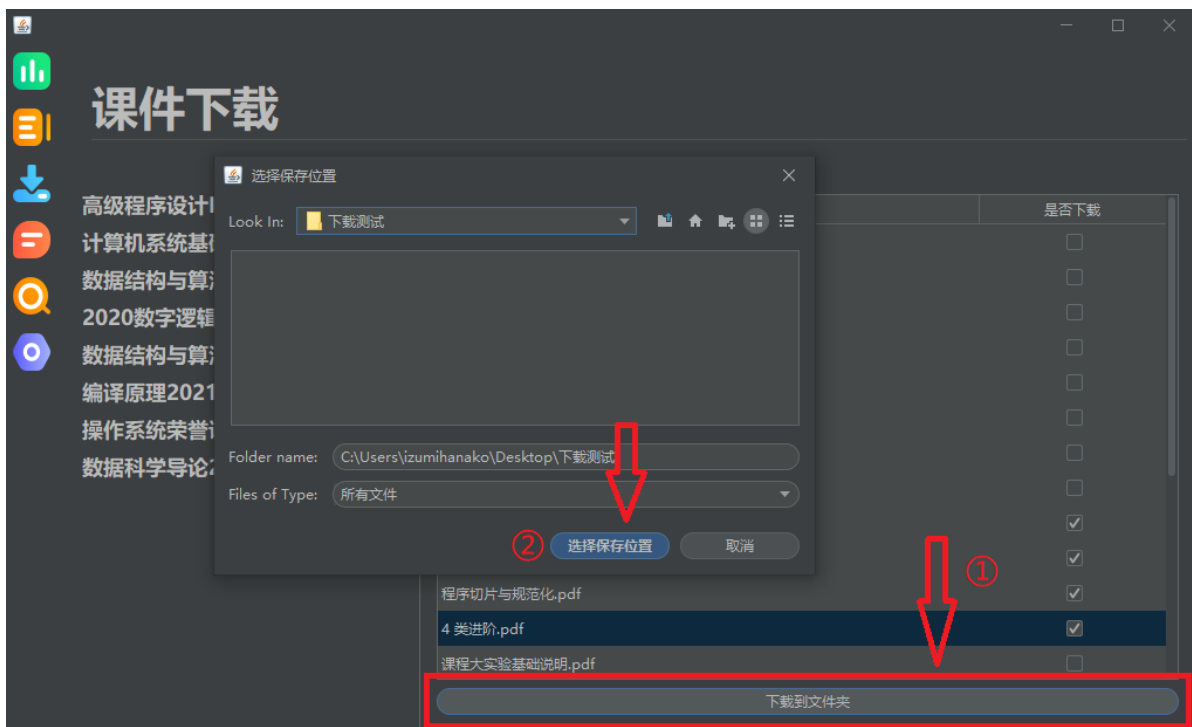 课件下载
高级程序设计
计算机系统基
数据结构与算
2020数字逻辑
数据结构与算
编译原理2021
操作系统荣誉
数据科学导论
选择保存位置
Look In:
下载测试
Folder name:
C:\Users\izumihanako\Desktop\下载测试
Files of Type:
所有文件
②
选择保存位置
取消
是否下载
①
程序切片与规范化.pdf
4 类进阶.pdf
课程大实验基础说明.pdf
下载到文件夹